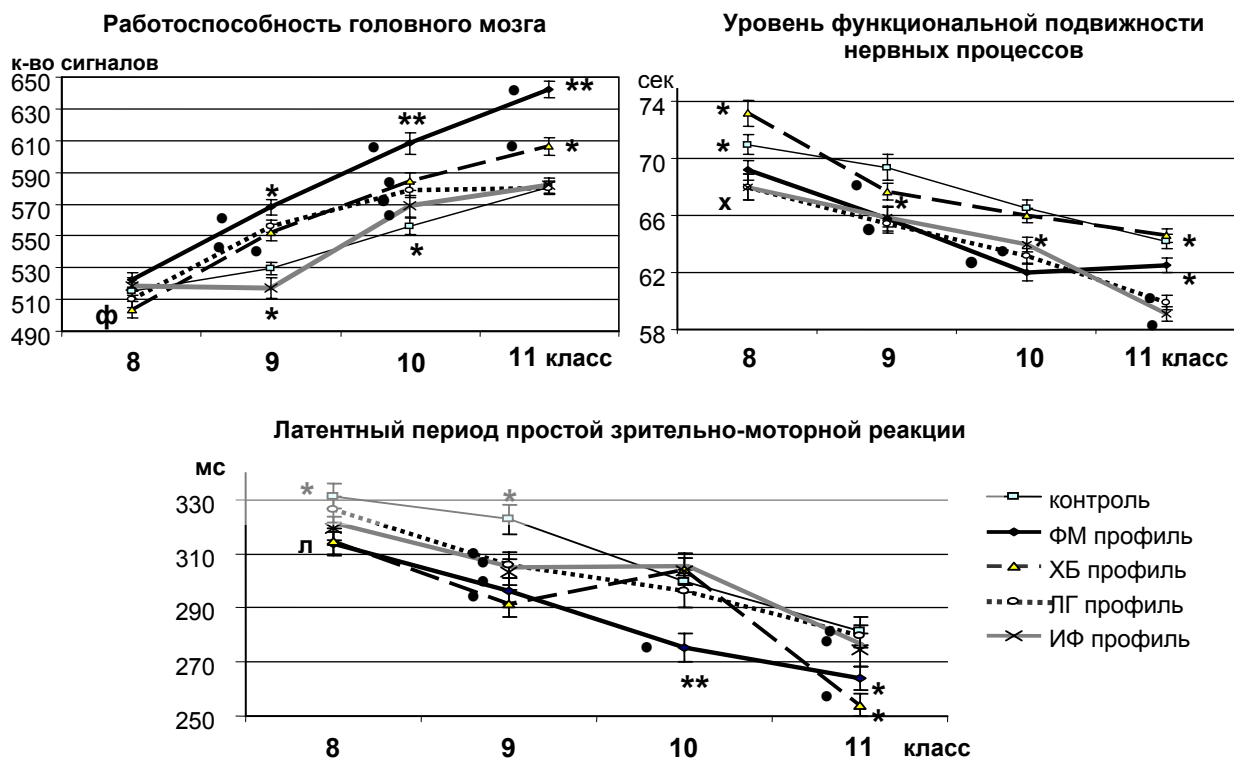 Работоспособность головного мозга
к-во сигналов
650
630
610
590
570
550
530
510
490
ф
*
*
**
*
**
*
8
9
10
11 класс
Уровень функциональной подвижности
нервных процессов
сек
74
70
66
62
58
*
*
х
*
*
*
*
8
9
10
11 класс
Латентный период простой зрительно-моторной реакции
мс
330
310
290
270
250
*
л
*
**
*
*
8
9
10
11
класс
контроль
ФМ профиль
ХБ профиль
ЛГ профиль
ИФ профиль